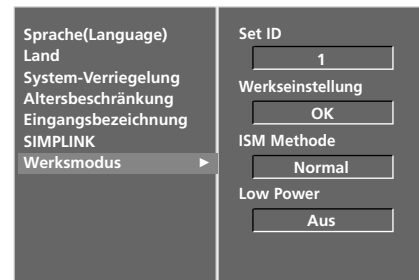 Sprache(Language)
Land
System-Verriegelung
Altersbeschränkung
Eingangsbezeichnung
SIMPLINK
Werksmodus ►
Set ID
1
Werkseinstellung
OK
ISM Methode
Normal
Low Power
Aus